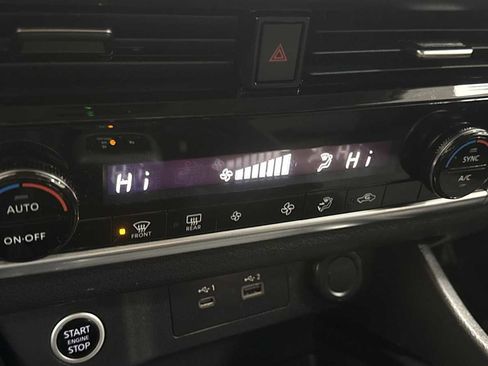 Hi
Hi
AUTO
ON·OFF
SYNC
A/C
FRONT
REAR
1
2
START
ENGINE
STOP